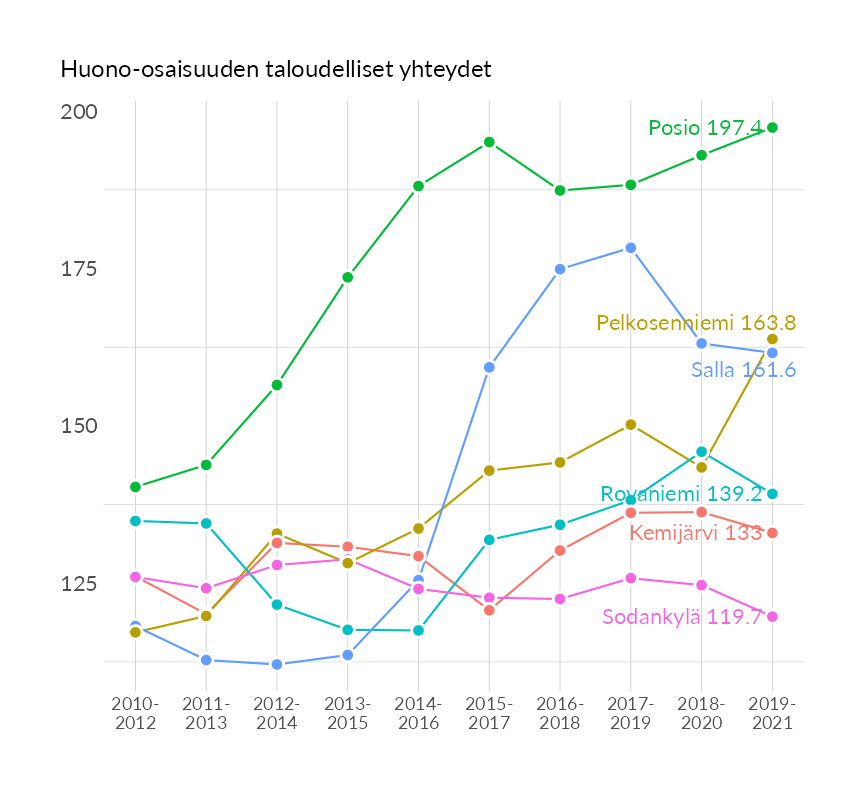 Huono-osaisuuden taloudelliset yhteydet
200
Posio 197.4
175
Pelkosenniemi 163.8
Salla 161.6
150
Rovaniemi 139.2
Kemijärvi 133
125
Sodankylä 119.7
2010- 2011- 2012- 2013- 2014- 2015- 2016- 2017- 2018- 2019-
2012 2013 2014 2015 2016 2017 2018 2019 2020 2021